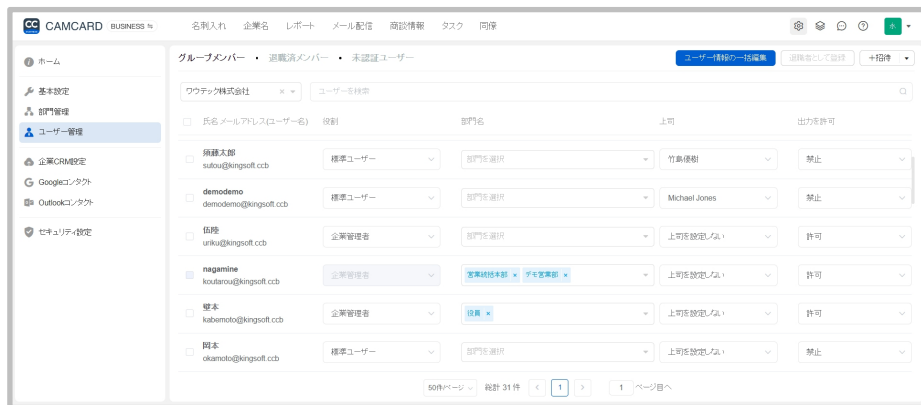 CC CAMCARD BUSINESS 名刺入れ 企業名 レポート メール配信 商談情報 タスク 同僚
ホーム
基本設定
部門管理
ユーザー管理
企業CRM設定
Googleコンタクト
Outlookコンタクト
セキュリティ設定
グループメンバー • 退職済メンバー • 未認証ユーザー ユーザー情報の一括編集 退職者として登録 +招待
ワウテック株式会社 × ユーザーを検索
氏名 メールアドレス(ユーザー名) 役割 部門名 上司 出力を許可
須藤太郎
sutou@kingsoft.ccb 標準ユーザー 部門を選択 竹島優樹 禁止
demodemo
demodemo@kingsoft.ccb 標準ユーザー 部門を選択 Michael Jones 禁止
伍陸
uriku@kingsoft.ccb 企業管理者 部門を選択 上司を設定しない 許可
nagamine
koutarou@kingsoft.ccb 企業管理者 営業統括本部 × デモ営業部 × 上司を設定しない 許可
壁本
kabemoto@kingsoft.ccb 企業管理者 役員 × 上司を設定しない 許可
岡本
okamoto@kingsoft.ccb 標準ユーザー 部門を選択 上司を設定しない 禁止
50件/ページ 総計 31 件 < 1 > 1 ページ目へ